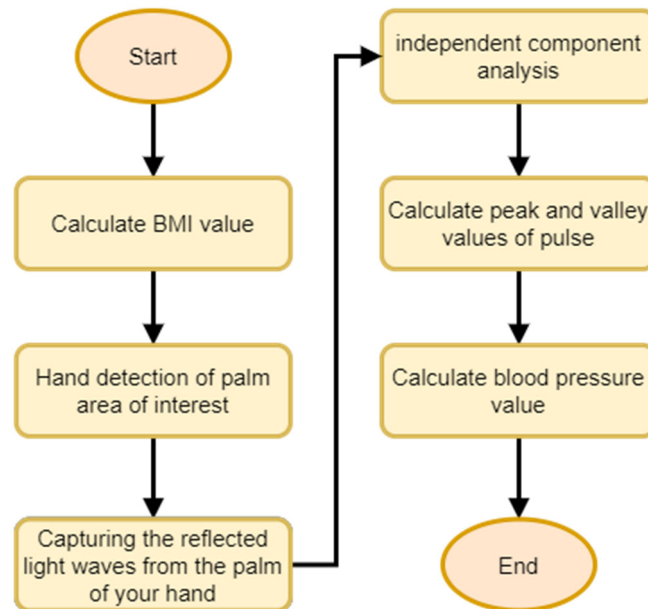 Start
Calculate BMI value
Hand detection of palm
area of interest
Capturing the reflected
light waves from the palm
of your hand
independent component
analysis
Calculate peak and valley
values of pulse
Calculate blood pressure
value
End